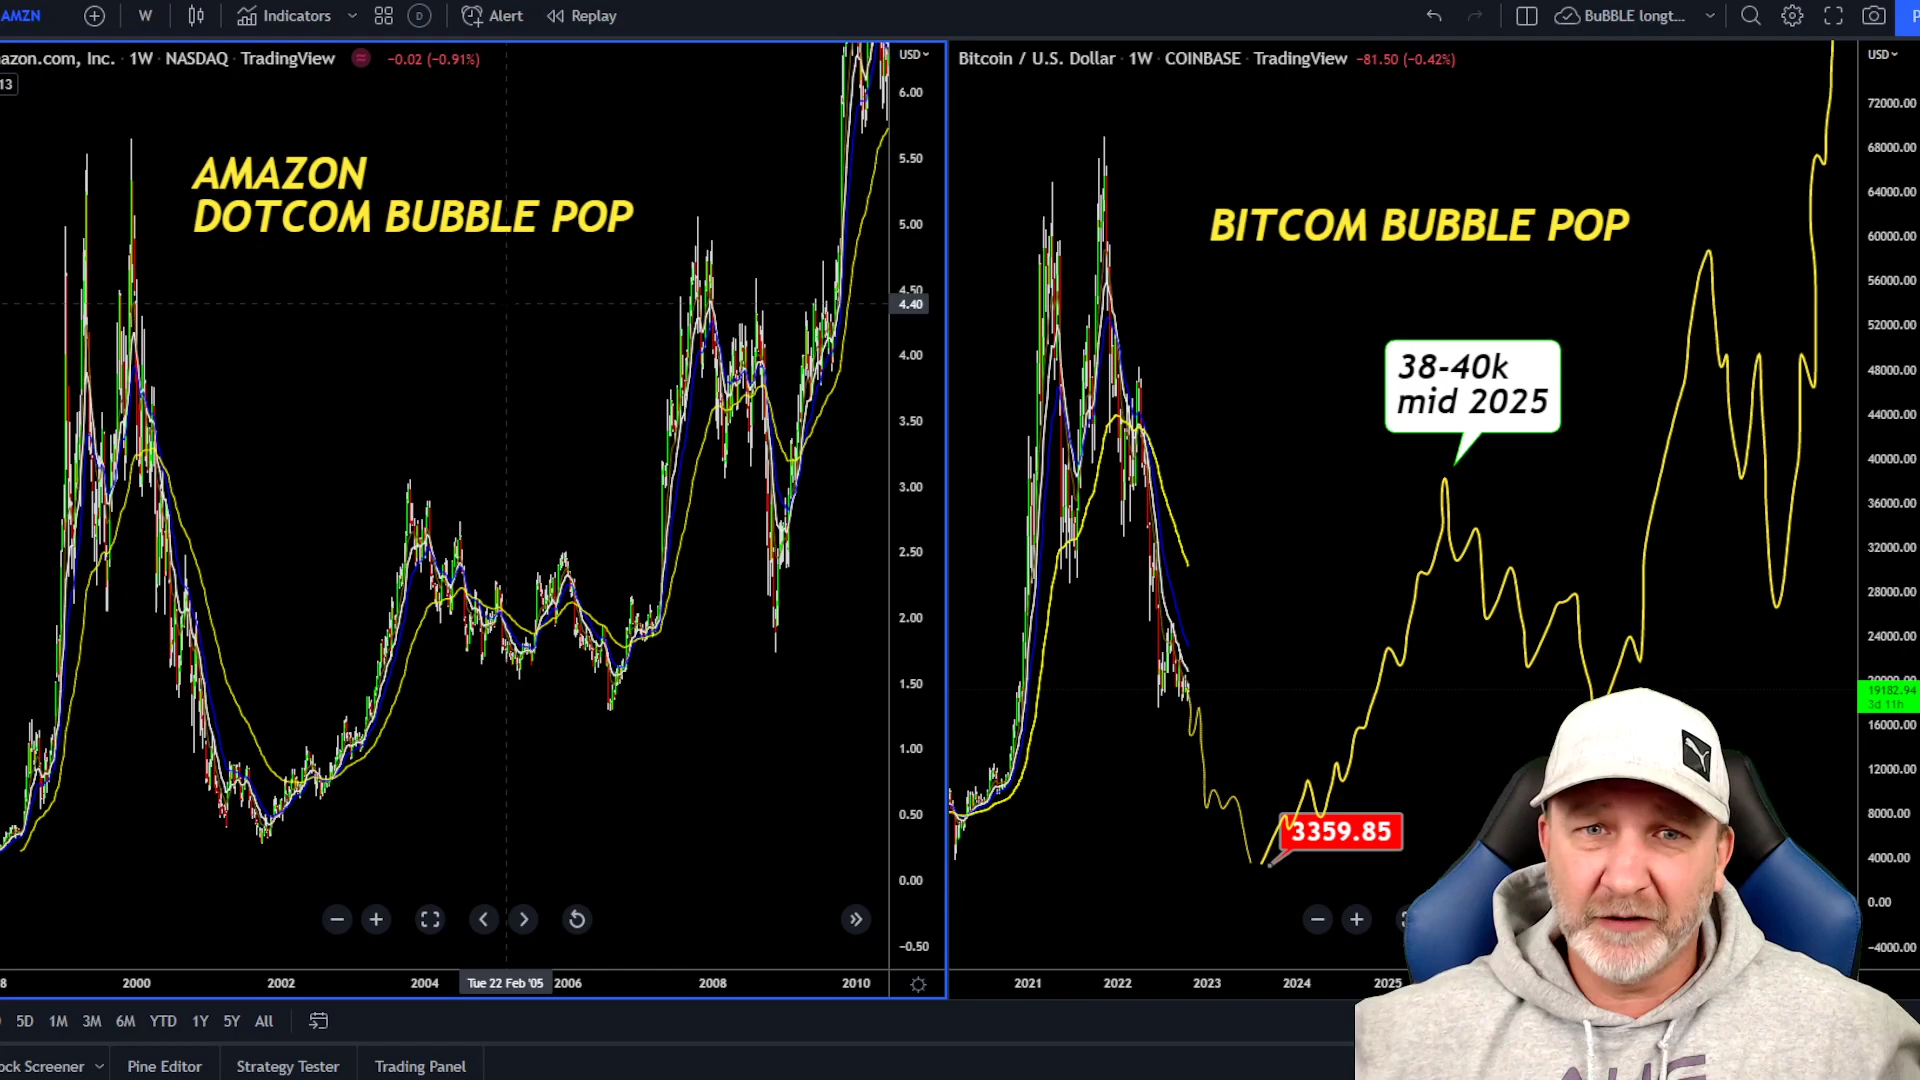 AMZN
W
Indicators
D
Alert
Replay
BuBBLE longt...
azon.com, Inc. · 1W · NASDAQ · TradingView
−0.02 (−0.91%)
USD
13
6.00
5.50
5.00
4.50
4.40
4.00
3.50
3.00
2.50
2.00
1.50
1.00
0.50
0.00
−0.50
AMAZON
DOTCOM BUBBLE POP
2000
2002
2004
Tue 22 Feb '05
2006
2008
2010
Bitcoin / U.S. Dollar · 1W · COINBASE · TradingView
−81.50 (−0.42%)
USD
72000.00
68000.00
64000.00
60000.00
56000.00
52000.00
48000.00
44000.00
40000.00
36000.00
32000.00
28000.00
24000.00
20000.00
19182.94
3d 11h
16000.00
12000.00
8000.00
4000.00
0.00
−4000.00
BITCOM BUBBLE POP
38-40k
mid 2025
3359.85
2021
2022
2023
2024
2025
5D
1M
3M
6M
YTD
1Y
5Y
All
ock Screener
Pine Editor
Strategy Tester
Trading Panel